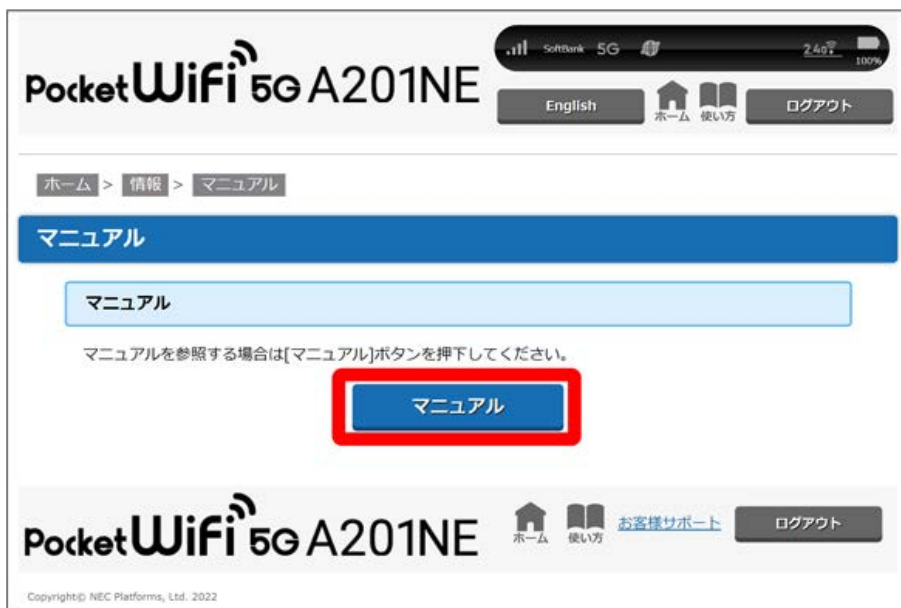 Pocket WiFi 5G A201NE
SoftBank 5G 2.4G 100%
English ホーム 使い方 ログアウト
ホーム > 情報 > マニュアル
マニュアル
マニュアル
マニュアルを参照する場合は[マニュアル]ボタンを押下してください。
マニュアル
Pocket WiFi 5G A201NE
ホーム 使い方 お客様サポート ログアウト
Copyright© NEC Platforms, Ltd. 2022